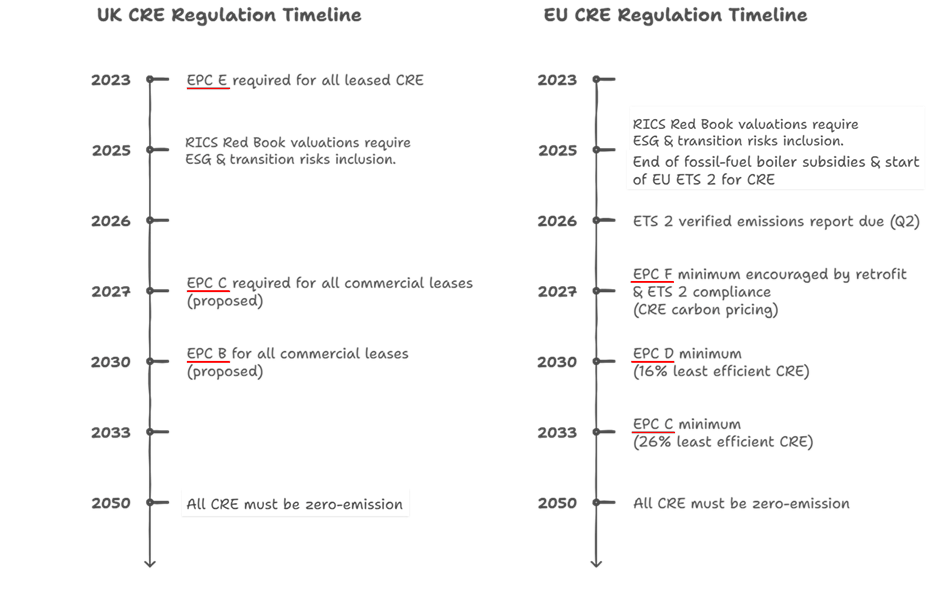 UK CRE Regulation Timeline
2023
EPC E required for all leased CRE
2025
RICS Red Book valuations require
ESG & transition risks inclusion.
2026
2027
EPC C required for all commercial leases
(proposed)
2030
EPC B for all commercial leases
(proposed)
2033
2050
All CRE must be zero-emission
EU CRE Regulation Timeline
2023
2025
RICS Red Book valuations require
ESG & transition risks inclusion.
End of fossil-fuel boiler subsidies & start
of EU ETS 2 for CRE
2026
ETS 2 verified emissions report due (Q2)
2027
EPC F minimum encouraged by retrofit
& ETS 2 compliance
(CRE carbon pricing)
2030
EPC D minimum
(16% least efficient CRE)
2033
EPC C minimum
(26% least efficient CRE)
2050
All CRE must be zero-emission